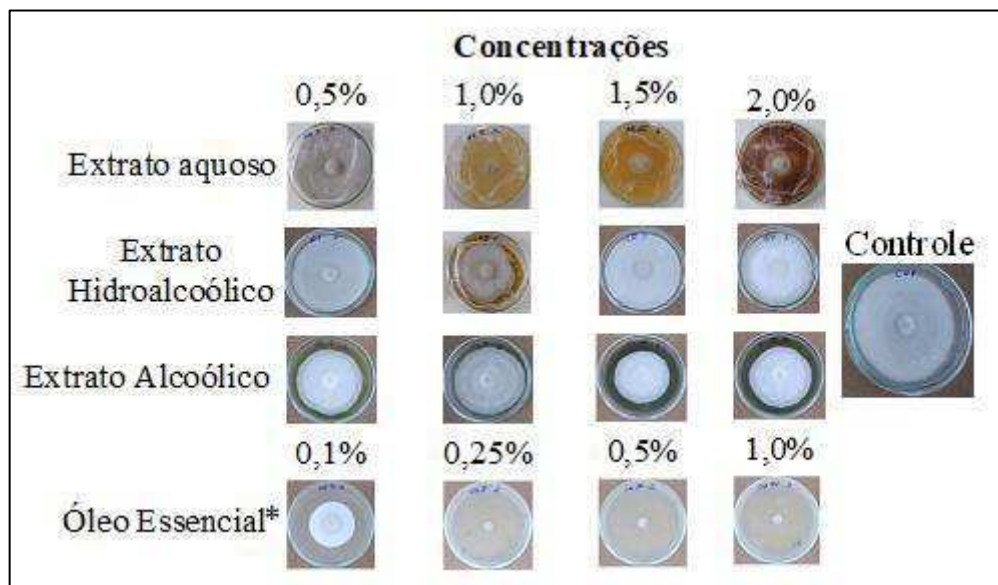 Concentrações
0,5% 1,0% 1,5% 2,0%
Extrato aquoso
Extrato
Hidroalcoólico
Controle
Extrato Alcoólico
0,1% 0,25% 0,5% 1,0%
Óleo Essencial*